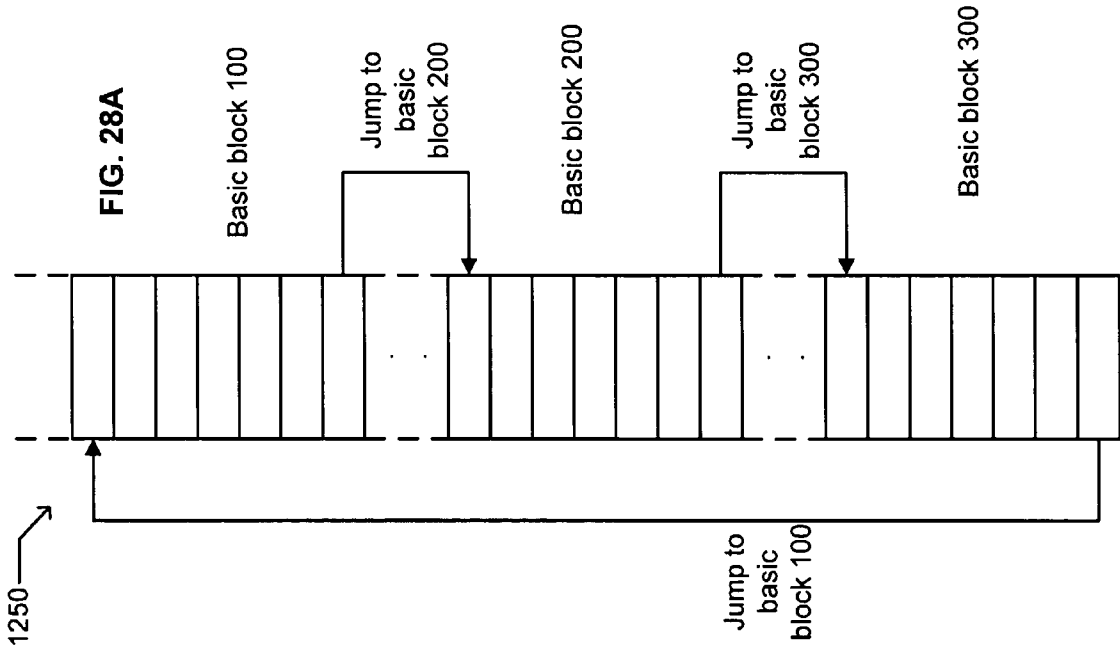 1250
FIG. 28A
Basic block 100
Jump to
basic
block 200
Basic block 200
Jump to
basic
block 300
Basic block 300
Jump to
basic
block 100